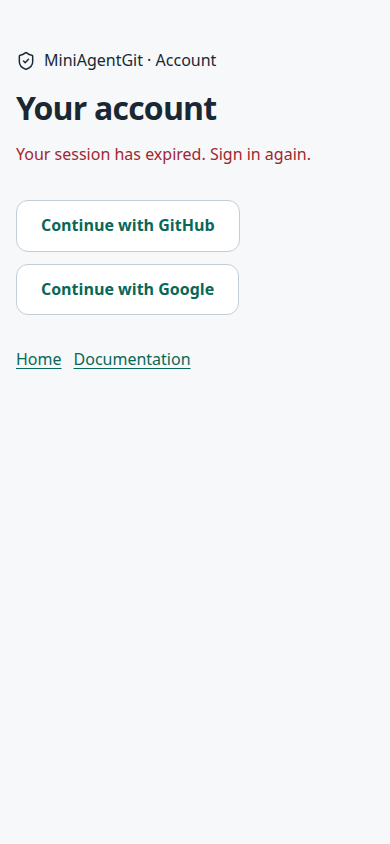 MiniAgentGit · Account
Your account
Your session has expired. Sign in again.
Continue with GitHub
Continue with Google
Home Documentation